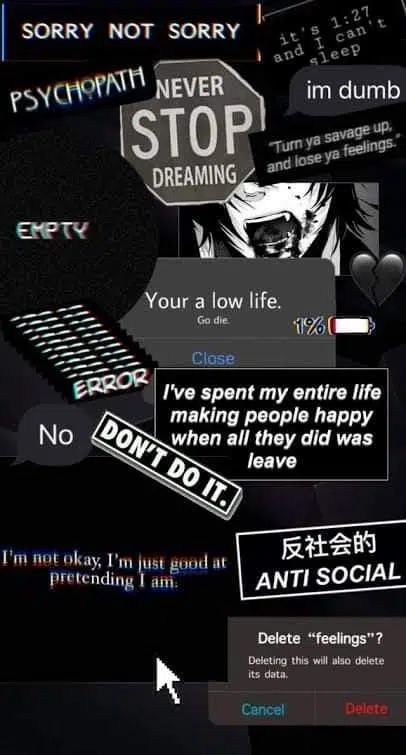 SORRY NOT SORRY
it's 1:27
and I can't
sleep
PSYCHOPATH
NEVER
STOP
DREAMING
im dumb
"Turn ya savage up,
and lose ya feelings."
EMPTY
Your a low life.
Go die.
1%
Close
ERROR
I've spent my entire life
making people happy
when all they did was
leave
No
DON'T DO IT.
I'm not okay, I'm just good at
pretending I am.
反社会的
ANTI SOCIAL
Delete “feelings”?
Deleting this will also delete
its data.
Cancel
Delete